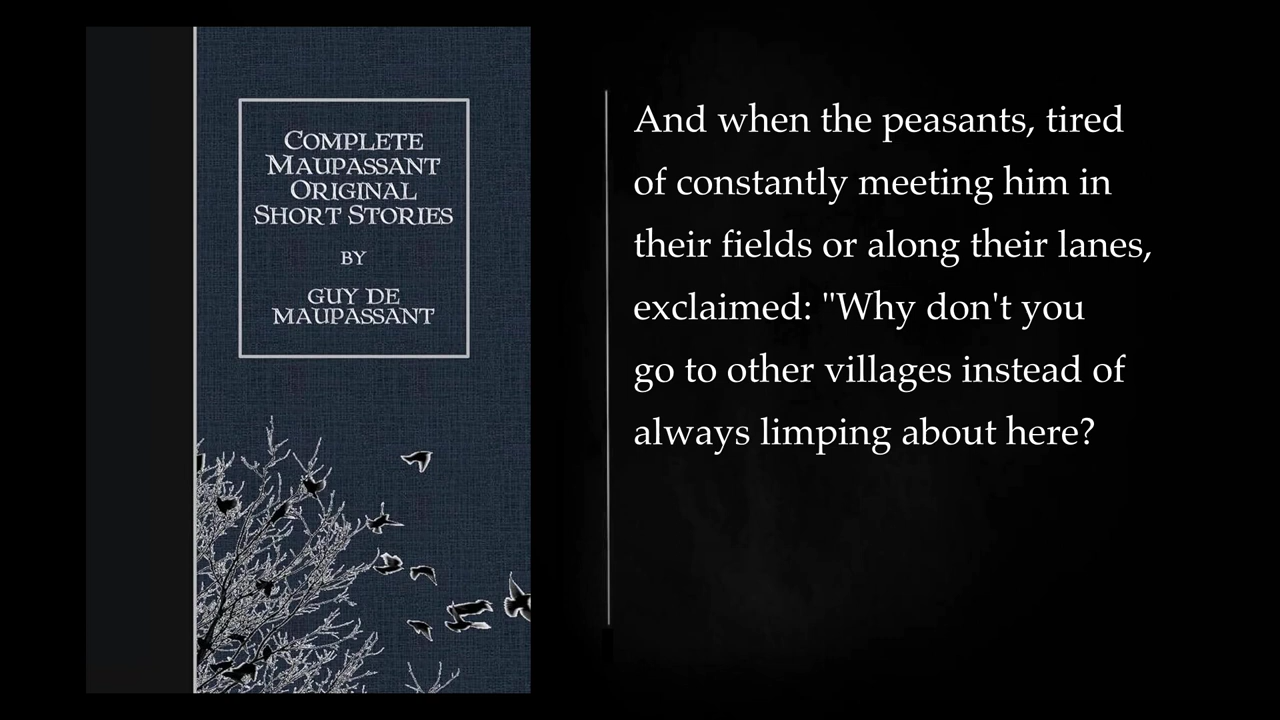 COMPLETE
MAUPASSANT
ORIGINAL
SHORT STORIES
BY
GUY DE
MAUPASSANT
And when the peasants, tired
of constantly meeting him in
their fields or along their lanes,
exclaimed: "Why don't you
go to other villages instead of
always limping about here?